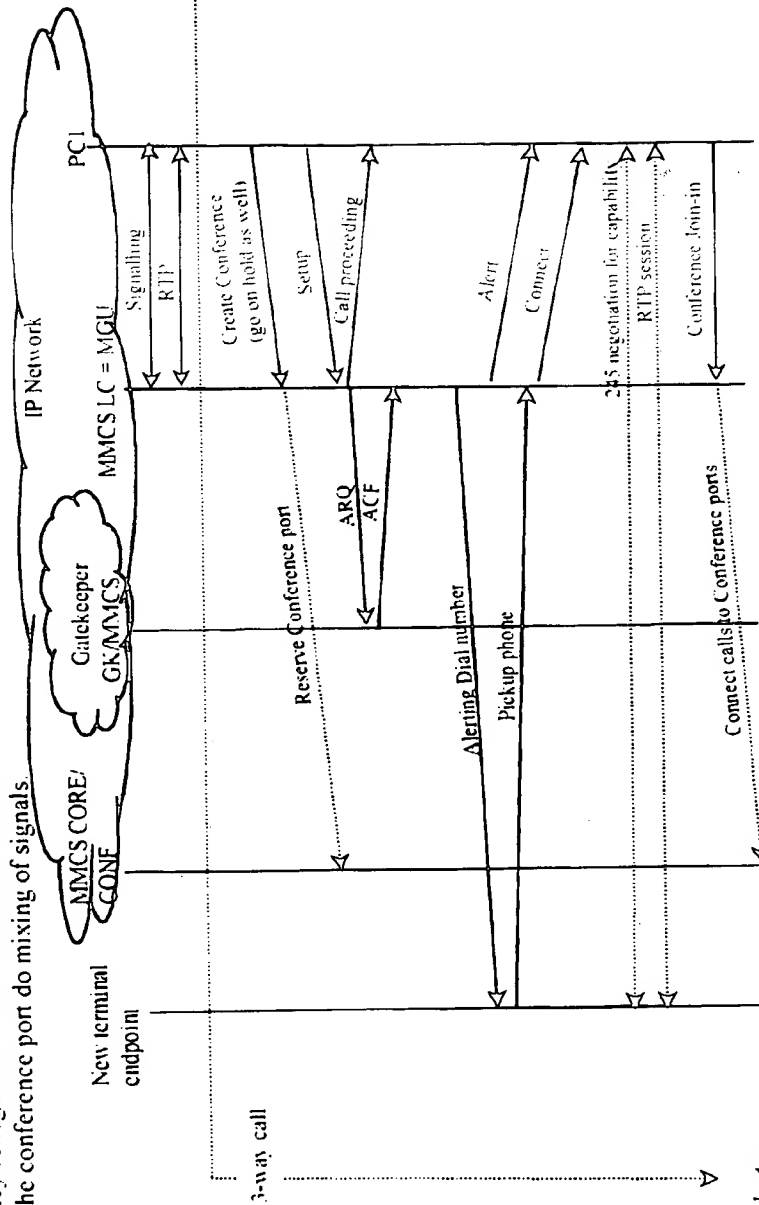 he conference port do mixing of signals.
IP Network
MMCS CORE/
CONF
Gatekeeper
GK/MMCS
MMCS LC = MGU
PC1
New terminal
endpoint
Signalling
RTP
3-way call
Create Conference
(go on hold as well)
Reserve Conference port
Setup
Call proceeding
ARQ
ACF
Alerting Dial number
Pickup phone
Alert
Connect
245 negotiation for capability
RTP session
Conference Join-in
Connect calls to Conference ports